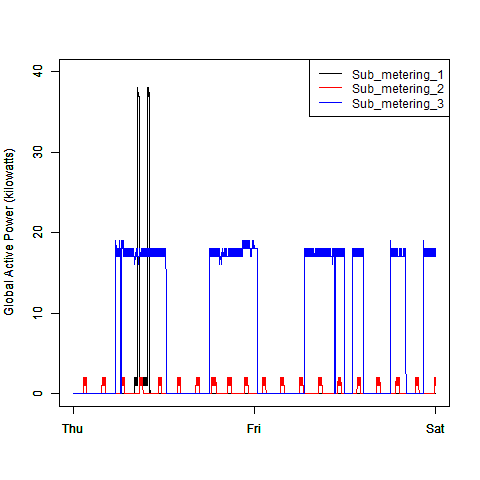 Sub_metering_1
Sub_metering_2
Sub_metering_3
Global Active Power (kilowatts)
40
30
20
10
0
Thu Fri Sat